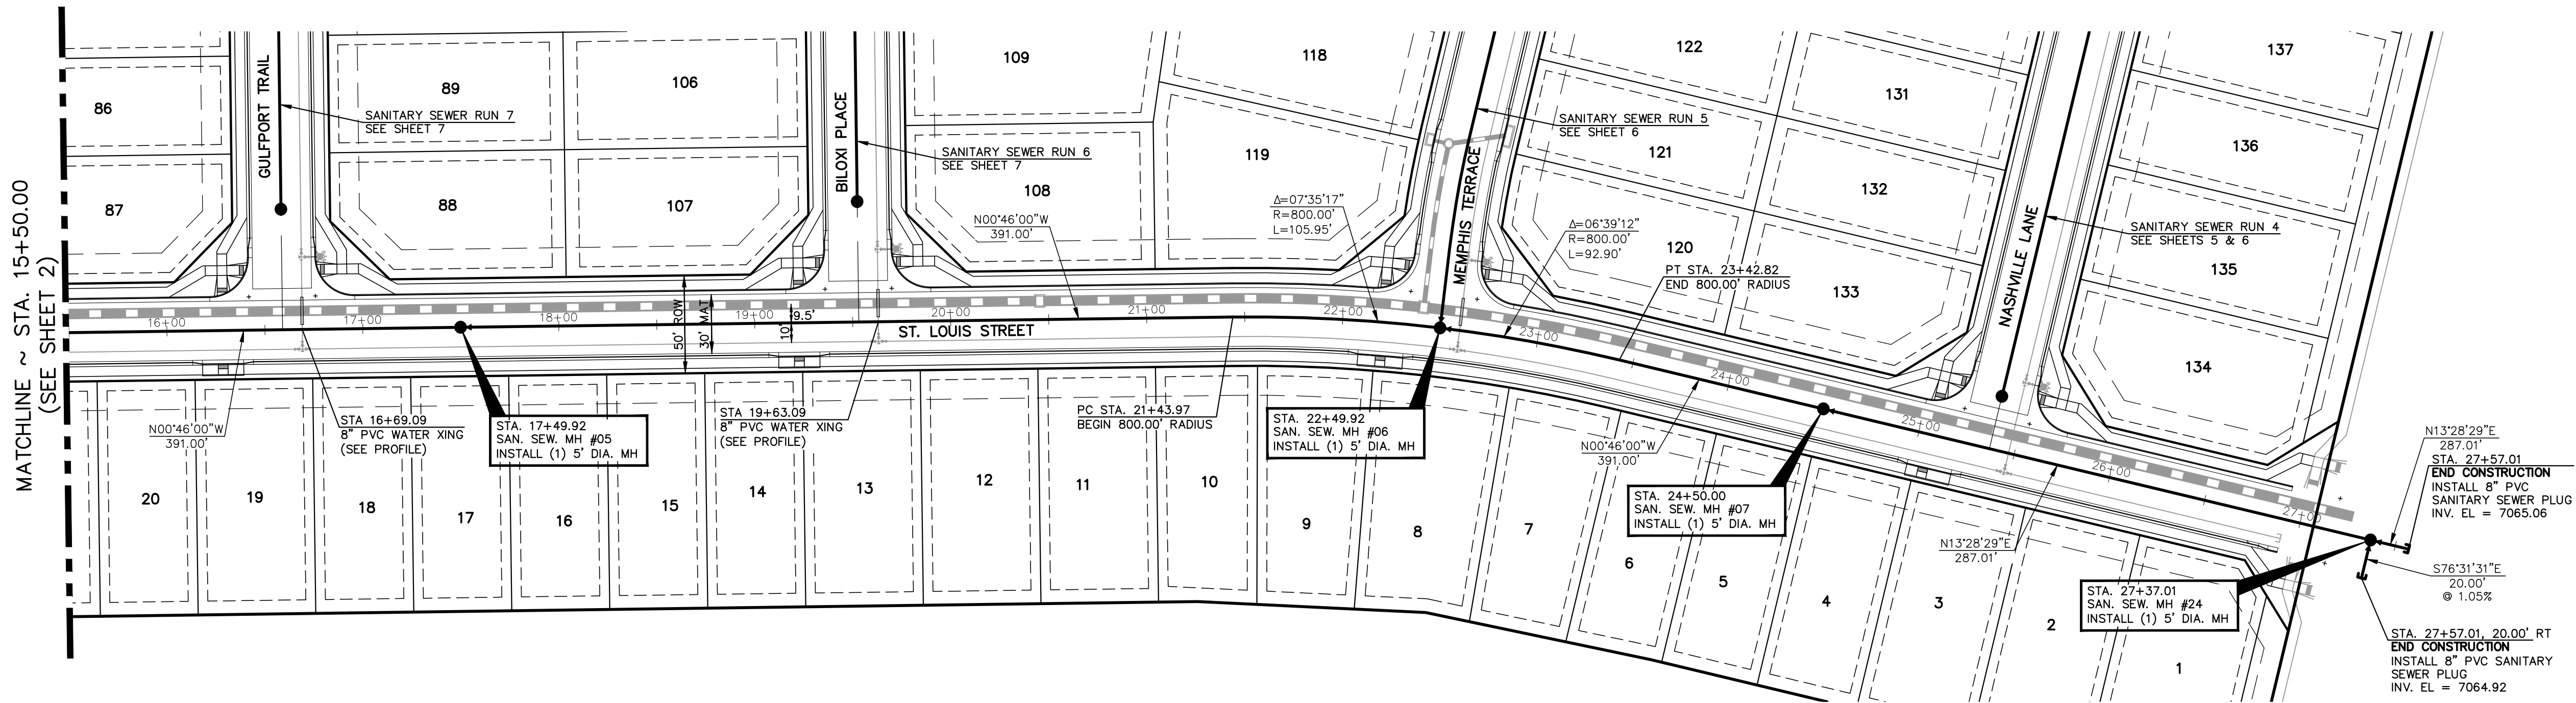 MATCHLINE ~ STA. 15+50.00
(SEE SHEET 2)
86
87
GULFPORT TRAIL
SANITARY SEWER RUN 7
SEE SHEET 7
89
106
88
107
BILOXI PLACE
SANITARY SEWER RUN 6
SEE SHEET 7
109
118
108
119
N00°46'00"W
391.00'
Δ=07°35'17"
R=800.00'
L=105.95'
MEMPHIS TERRACE
SANITARY SEWER RUN 5
SEE SHEET 6
122
131
121
132
120
133
Δ=06°39'12"
R=800.00'
L=92.90'
PT STA. 23+42.82
END 800.00' RADIUS
NASHVILLE LANE
SANITARY SEWER RUN 4
SEE SHEETS 5 & 6
137
136
135
134
16+00
17+00
18+00
19+00
20+00
21+00
22+00
23+00
24+00
25+00
26+00
27+00
50' ROW
30' MAT
10'
9.5'
ST. LOUIS STREET
N00°46'00"W
391.00'
STA 16+69.09
8" PVC WATER XING
(SEE PROFILE)
STA. 17+49.92
SAN. SEW. MH #05
INSTALL (1) 5' DIA. MH
STA 19+63.09
8" PVC WATER XING
(SEE PROFILE)
PC STA. 21+43.97
BEGIN 800.00' RADIUS
STA. 22+49.92
SAN. SEW. MH #06
INSTALL (1) 5' DIA. MH
N00°46'00"W
391.00'
STA. 24+50.00
SAN. SEW. MH #07
INSTALL (1) 5' DIA. MH
N13°28'29"E
287.01'
N13°28'29"E
287.01'
STA. 27+57.01
END CONSTRUCTION
INSTALL 8" PVC
SANITARY SEWER PLUG
INV. EL = 7065.06
S76°31'31"E
20.00'
@ 1.05%
STA. 27+37.01
SAN. SEW. MH #24
INSTALL (1) 5' DIA. MH
STA. 27+57.01, 20.00' RT
END CONSTRUCTION
INSTALL 8" PVC SANITARY
SEWER PLUG
INV. EL = 7064.92
20
19
18
17
16
15
14
13
12
11
10
9
8
7
6
5
4
3
2
1